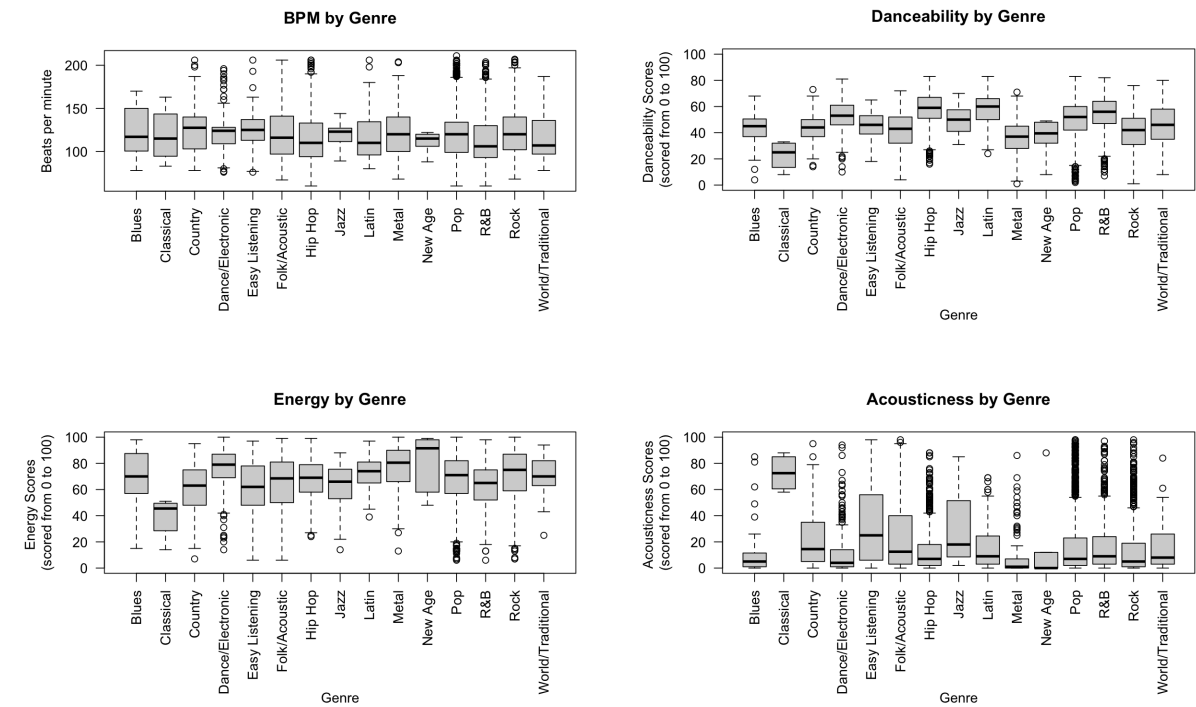 BPM by Genre
Beats per minute
200
150
100
Blues
Classical
Country
Dance/Electronic
Easy Listening
Folk/Acoustic
Hip Hop
Jazz
Latin
Metal
New Age
Pop
R&B
Rock
World/Traditional
Danceability by Genre
Danceability Scores
(scored from 0 to 100)
100
80
60
40
20
0
Blues
Classical
Country
Dance/Electronic
Easy Listening
Folk/Acoustic
Hip Hop
Jazz
Latin
Metal
New Age
Pop
R&B
Rock
World/Traditional
Genre
Energy by Genre
Energy Scores
(scored from 0 to 100)
100
80
60
40
20
0
Blues
Classical
Country
Dance/Electronic
Easy Listening
Folk/Acoustic
Hip Hop
Jazz
Latin
Metal
New Age
Pop
R&B
Rock
World/Traditional
Genre
Acousticness by Genre
Acousticness Scores
(scored from 0 to 100)
100
80
60
40
20
0
Blues
Classical
Country
Dance/Electronic
Easy Listening
Folk/Acoustic
Hip Hop
Jazz
Latin
Metal
New Age
Pop
R&B
Rock
World/Traditional
Genre